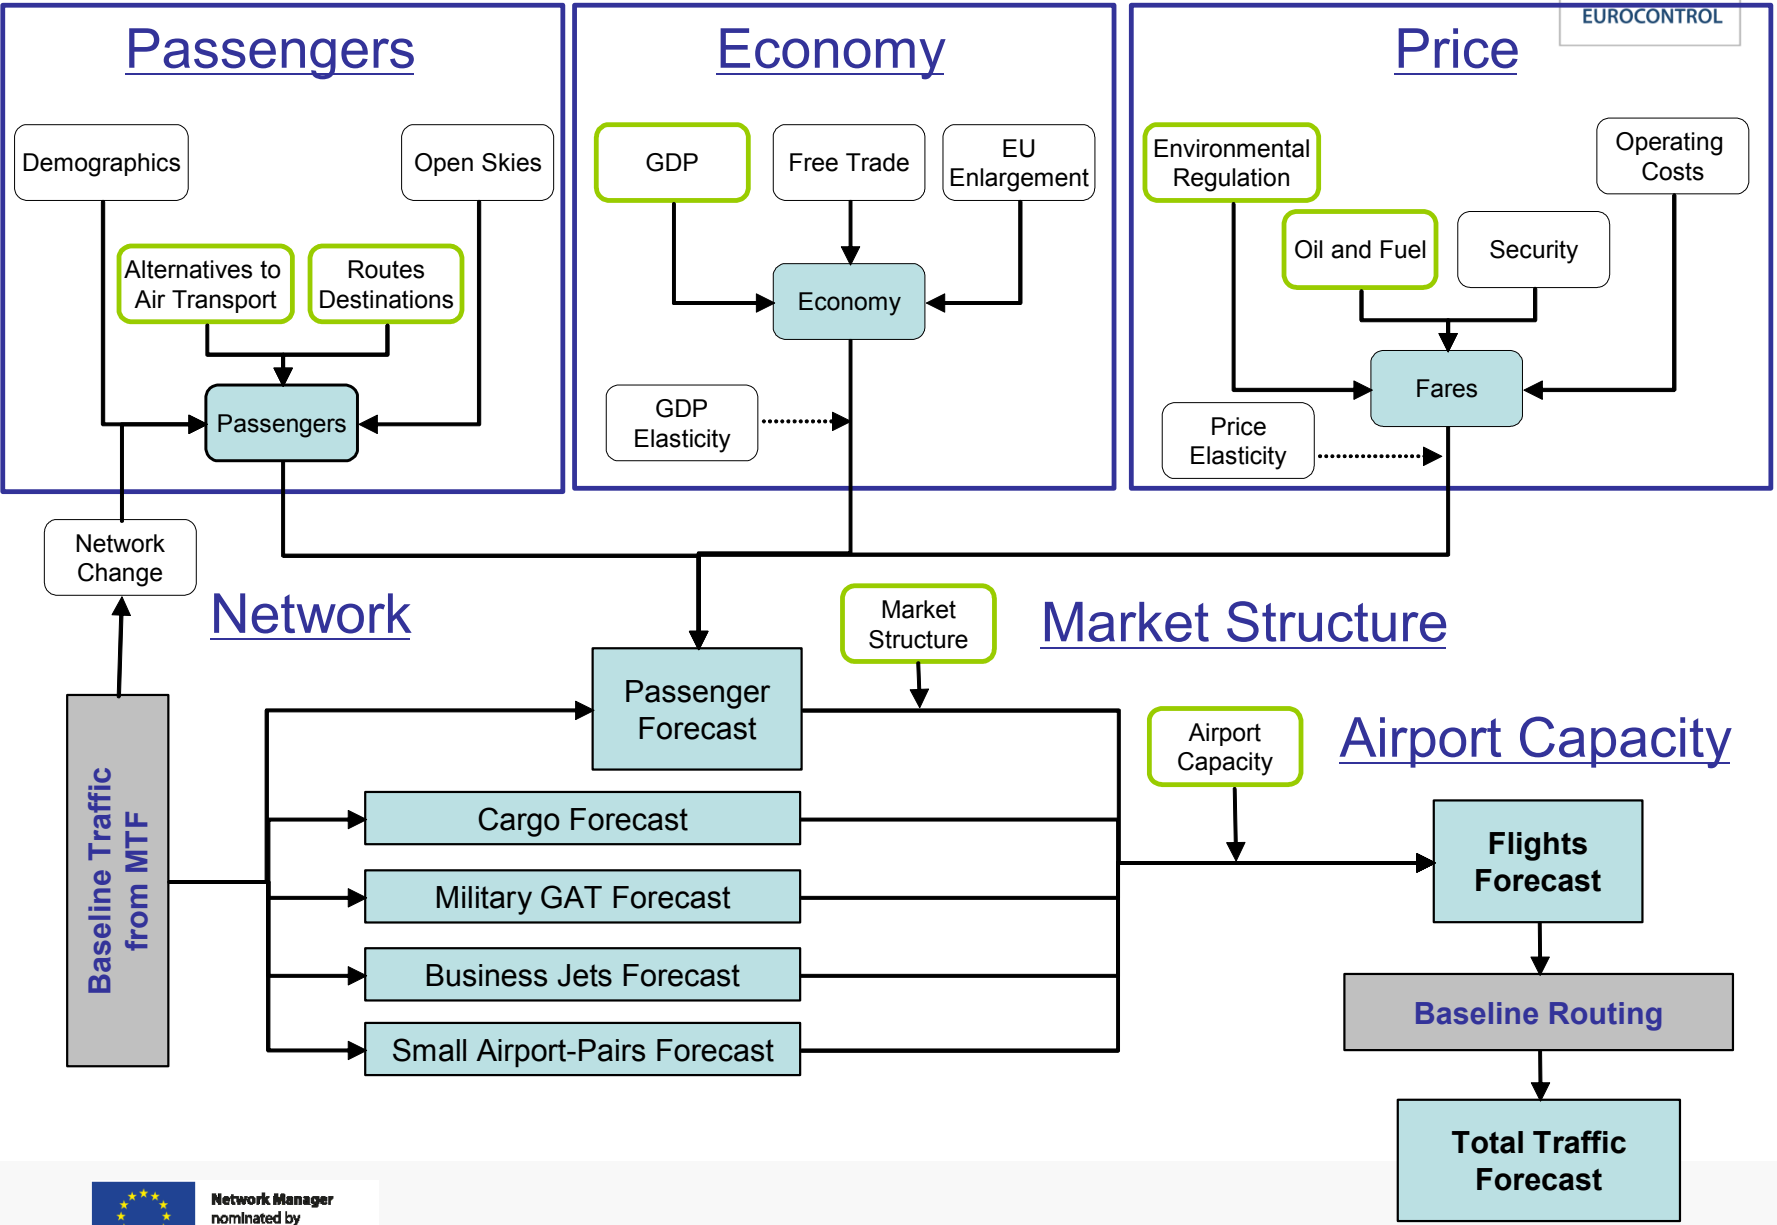 EUROCONTROL
Passengers
Economy
Price
Demographics
Open Skies
GDP
Free Trade
EU
Enlargement
Environmental
Regulation
Operating
Costs
Alternatives to
Air Transport
Routes
Destinations
Oil and Fuel
Security
Economy
Passengers
GDP
Elasticity
Fares
Price
Elasticity
Network
Change
Network
Market
Structure
Market Structure
Passenger
Forecast
Airport
Capacity
Airport Capacity
Baseline Traffic
from MTF
Cargo Forecast
Military GAT Forecast
Business Jets Forecast
Small Airport-Pairs Forecast
Flights
Forecast
Baseline Routing
Total Traffic
Forecast
Network Manager
nominated by